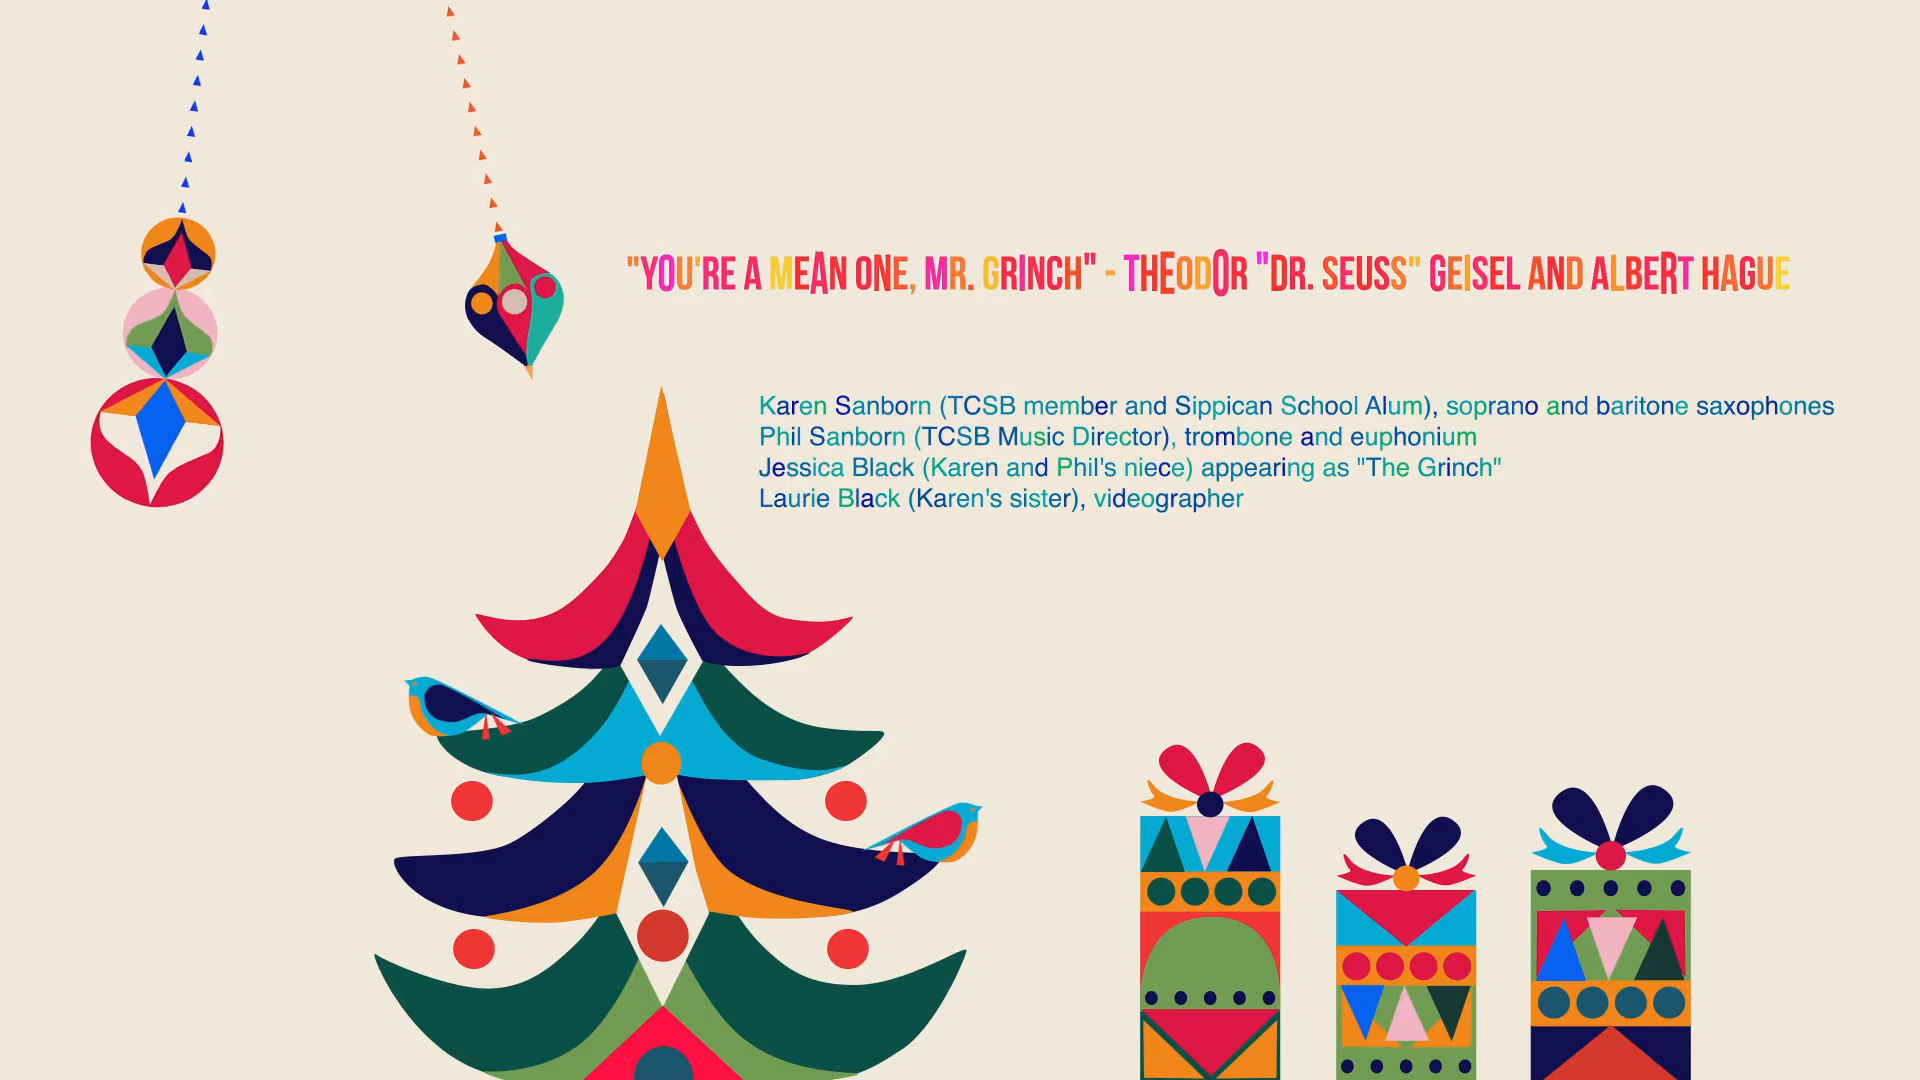 "YOU'RE A MEAN ONE, MR. GRINCH" - THEODOR "DR. SEUSS" GEISEL AND ALBERT HAGUE
Karen Sanborn (TCSB member and Sippican School Alum), soprano and baritone saxophones
Phil Sanborn (TCSB Music Director), trombone and euphonium
Jessica Black (Karen and Phil's niece) appearing as "The Grinch"
Laurie Black (Karen's sister), videographer